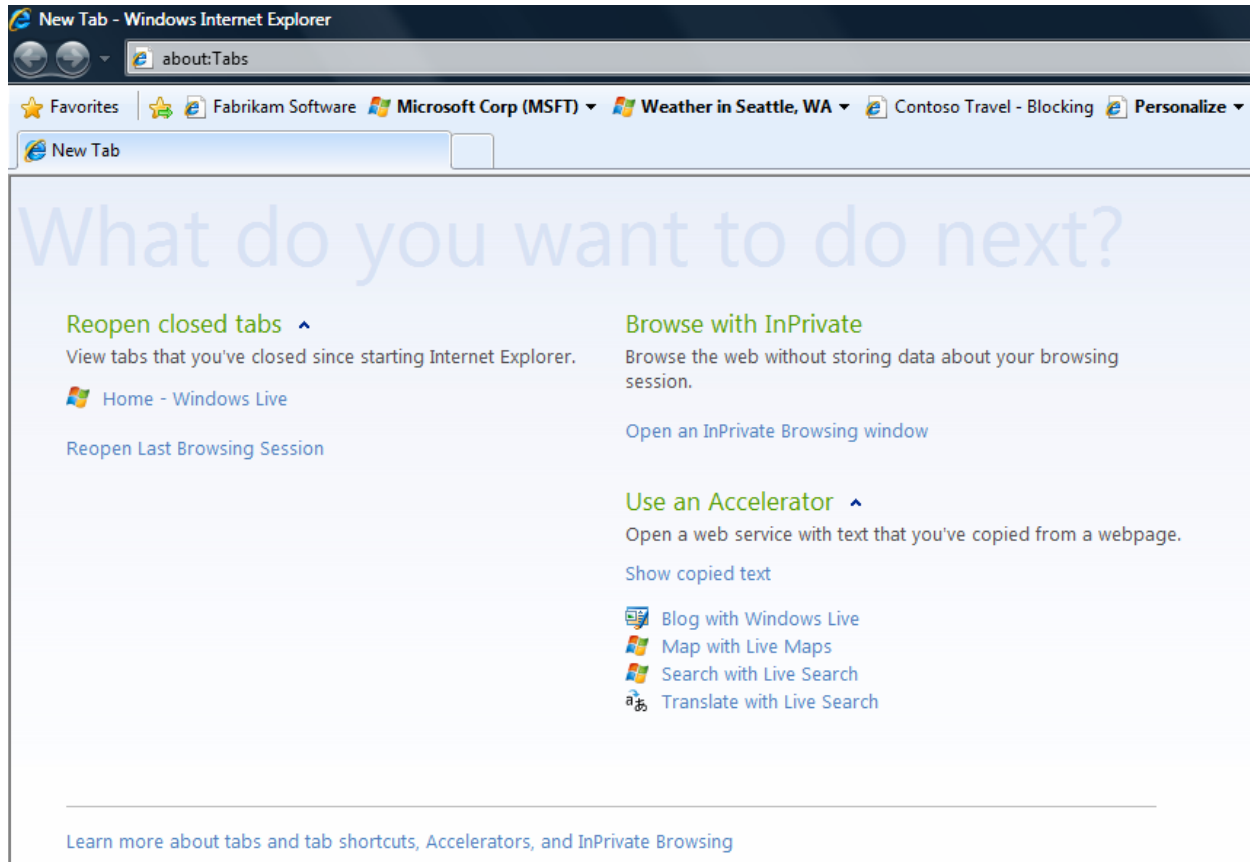 New Tab - Windows Internet Explorer
about:Tabs
Favorites Fabrikam Software Microsoft Corp (MSFT) Weather in Seattle, WA Contoso Travel - Blocking Personalize
New Tab
What do you want to do next?
Reopen closed tabs
View tabs that you've closed since starting Internet Explorer.
Home - Windows Live
Reopen Last Browsing Session
Browse with InPrivate
Browse the web without storing data about your browsing
session.
Open an InPrivate Browsing window
Use an Accelerator
Open a web service with text that you've copied from a webpage.
Show copied text
Blog with Windows Live
Map with Live Maps
Search with Live Search
aあ Translate with Live Search
Learn more about tabs and tab shortcuts, Accelerators, and InPrivate Browsing